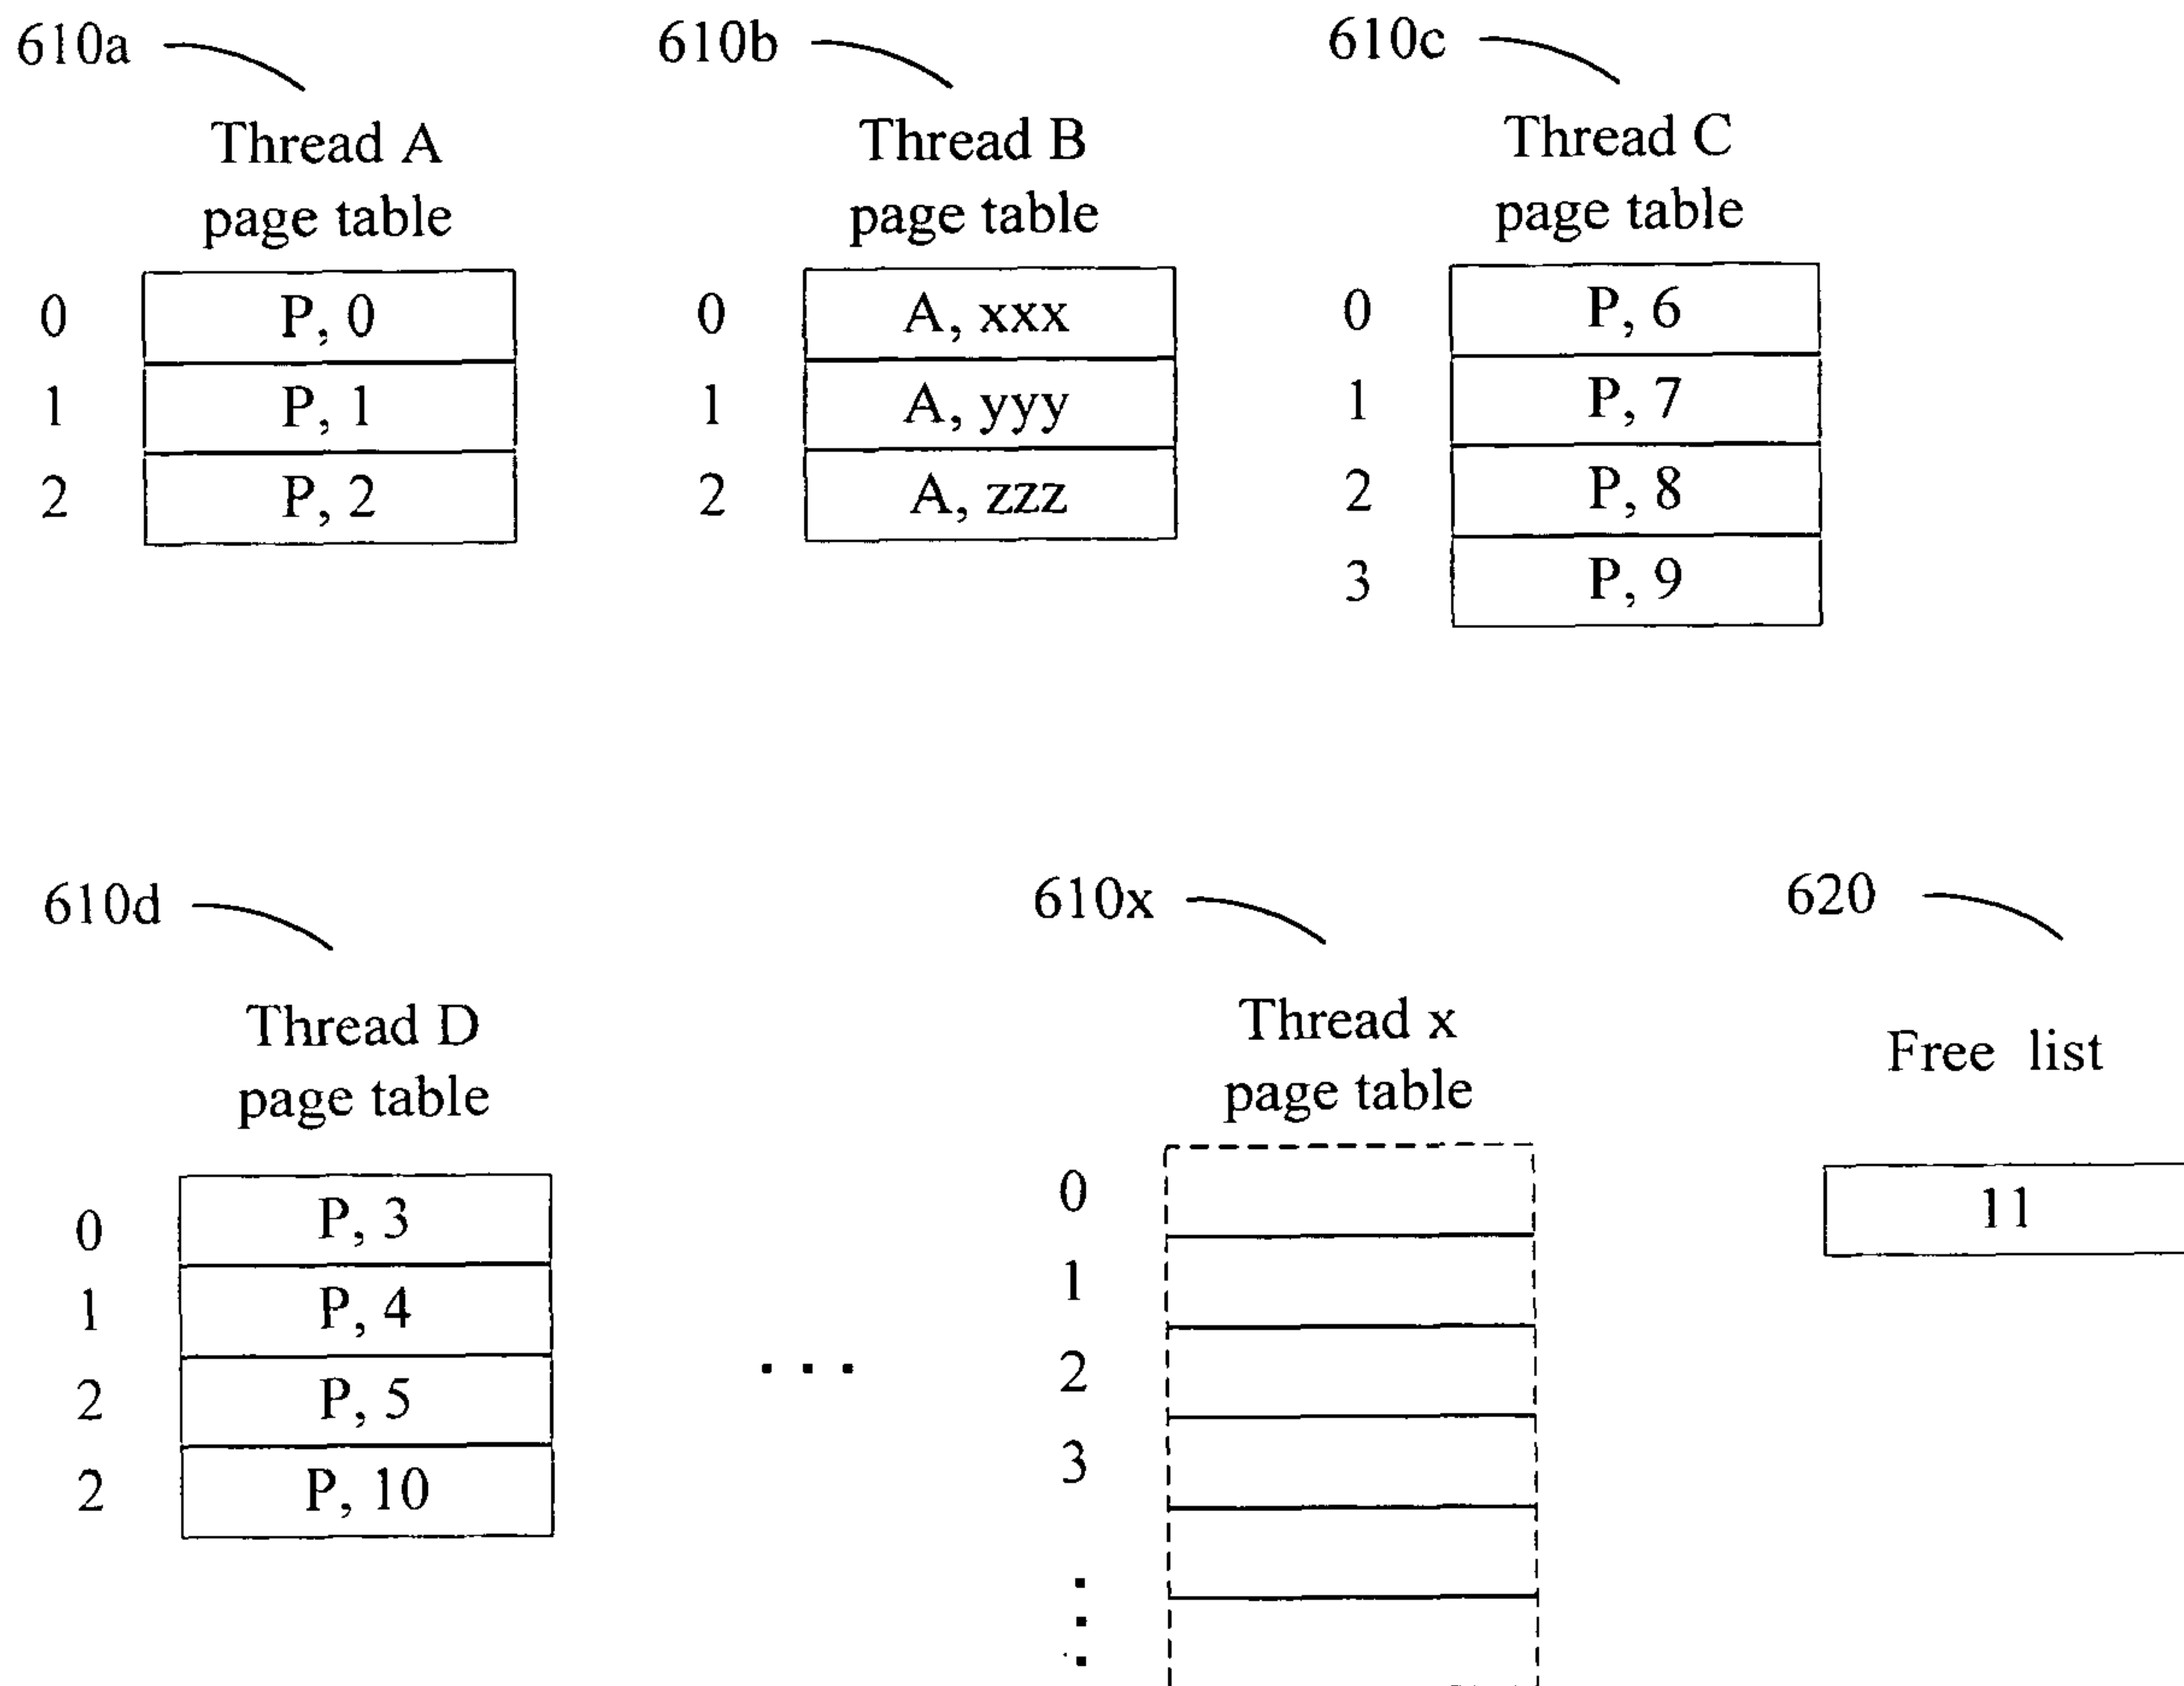 610a 610b 610c
Thread A Thread B Thread C
page table page table page table
0 P, 0 0 A, xxx 0 P, 6
1 P, 1 1 A, yyy 1 P, 7
2 P, 2 2 A, zzz 2 P, 8
3 P, 9
610d 610x 620
Thread D Thread x Free list
page table page table
0 P, 3 0 11
1 P, 4 1
2 P, 5 ... 2
2 P, 10 3